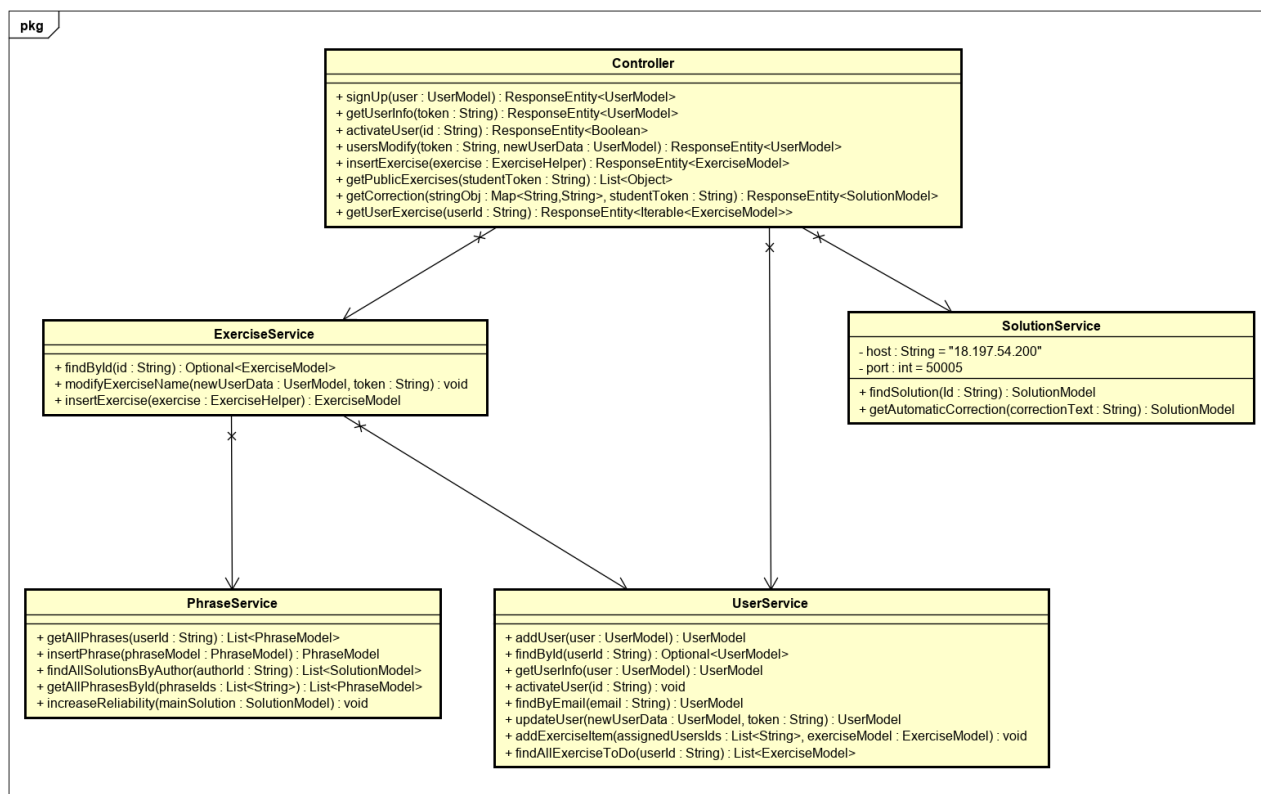 pkg
Controller
+ signUp(user : UserModel) : ResponseEntity<UserModel>
+ getUserInfo(token : String) : ResponseEntity<UserModel>
+ activateUser(id : String) : ResponseEntity<Boolean>
+ usersModify(token : String, newUserData : UserModel) : ResponseEntity<UserModel>
+ insertExercise(exercise : ExerciseHelper) : ResponseEntity<ExerciseModel>
+ getPublicExercises(studentToken : String) : List<Object>
+ getCorrection(stringObj : Map<String,String>, studentToken : String) : ResponseEntity<SolutionModel>
+ getUserExercise(userId : String) : ResponseEntity<Iterable<ExerciseModel>>
ExerciseService
+ findById(id : String) : Optional<ExerciseModel>
+ modifyExerciseName(newUserData : UserModel, token : String) : void
+ insertExercise(exercise : ExerciseHelper) : ExerciseModel
SolutionService
- host : String = "18.197.54.200"
- port : int = 50005
+ findSolution(Id : String) : SolutionModel
+ getAutomaticCorrection(correctionText : String) : SolutionModel
PhraseService
+ getAllPhrases(userId : String) : List<PhraseModel>
+ insertPhrase(phraseModel : PhraseModel) : PhraseModel
+ findAllSolutionsByAuthor(authorId : String) : List<SolutionModel>
+ getAllPhrasesById(phraseIds : List<String>) : List<PhraseModel>
+ increaseReliability(mainSolution : SolutionModel) : void
UserService
+ addUser(user : UserModel) : UserModel
+ findById(userId : String) : Optional<UserModel>
+ getUserInfo(user : UserModel) : UserModel
+ activateUser(id : String) : void
+ findByEmail(email : String) : UserModel
+ updateUser(newUserData : UserModel, token : String) : UserModel
+ addExerciseItem(assignedUsersIds : List<String>, exerciseModel : ExerciseModel) : void
+ findAllExerciseToDo(userId : String) : List<ExerciseModel>